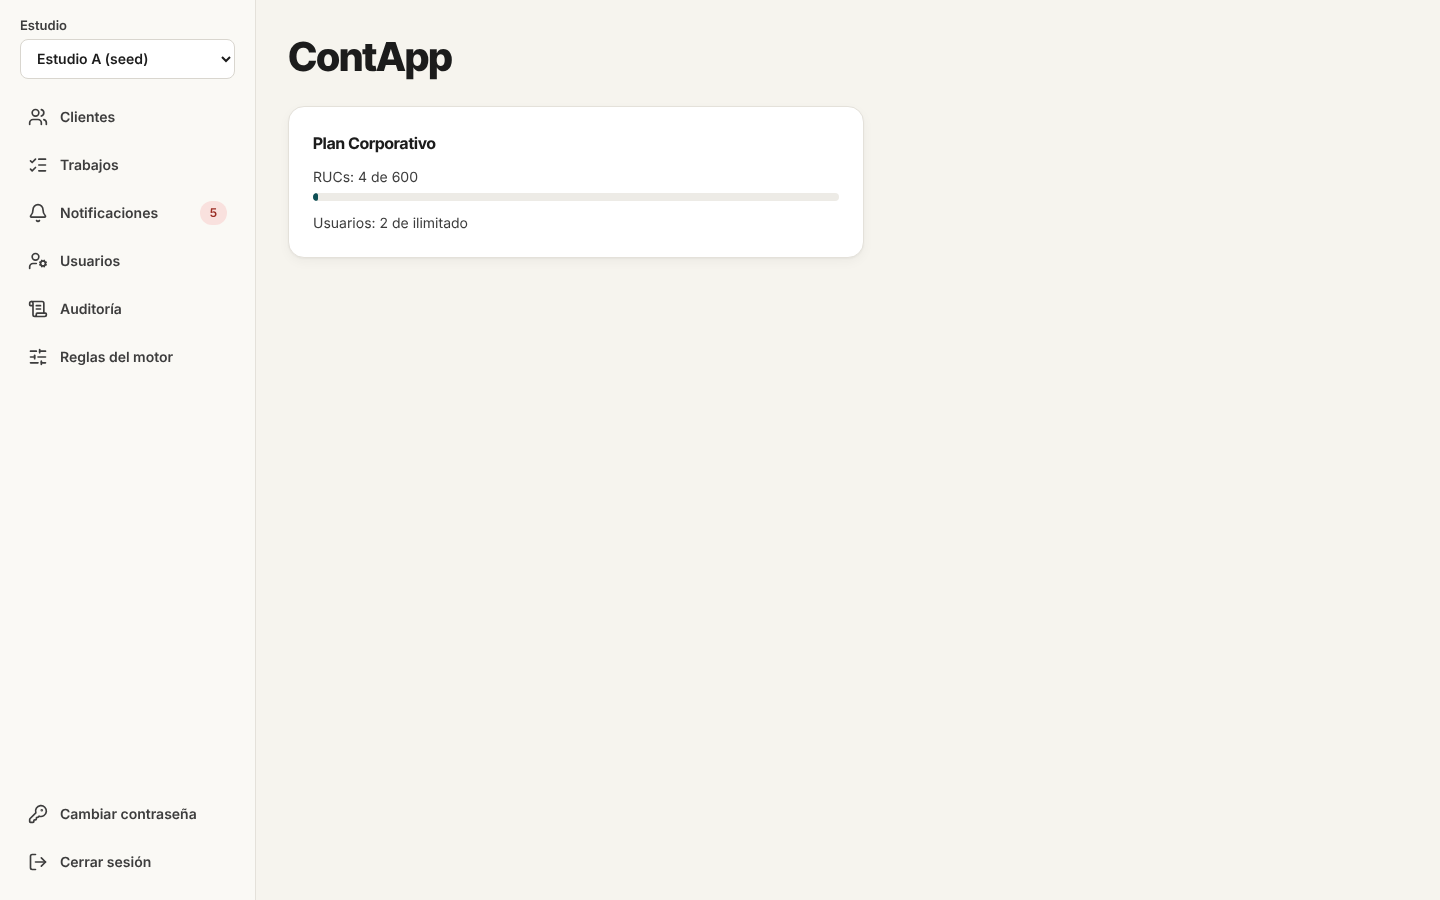 Estudio
Estudio A (seed)
Clientes
Trabajos
Notificaciones 5
Usuarios
Auditoría
Reglas del motor
Cambiar contraseña
Cerrar sesión
ContApp
Plan Corporativo
RUCs: 4 de 600
Usuarios: 2 de ilimitado